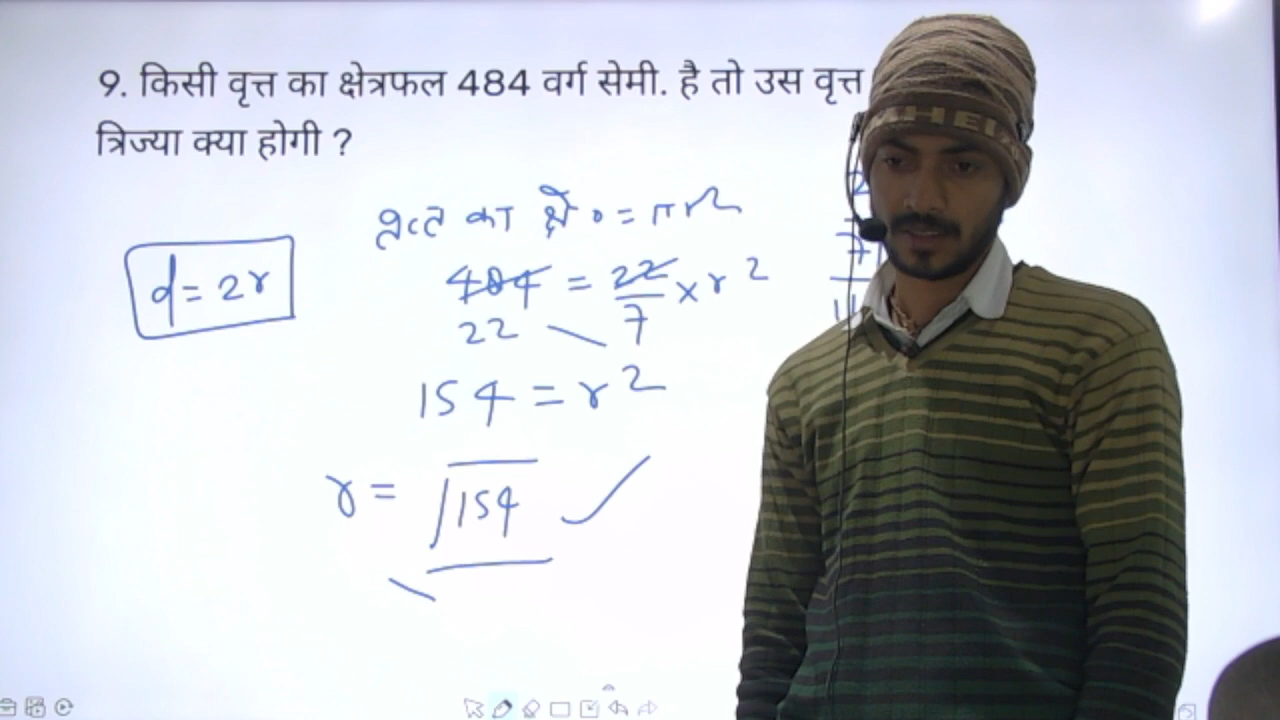 9. किसी वृत्त का क्षेत्रफल 484 वर्ग सेमी. है तो उस वृत्त
त्रिज्या क्या होगी ?
वृत्त का क्षे० = πr²
d = 2r
484 = 22/7 × r²
22
154 = r²
r = √154